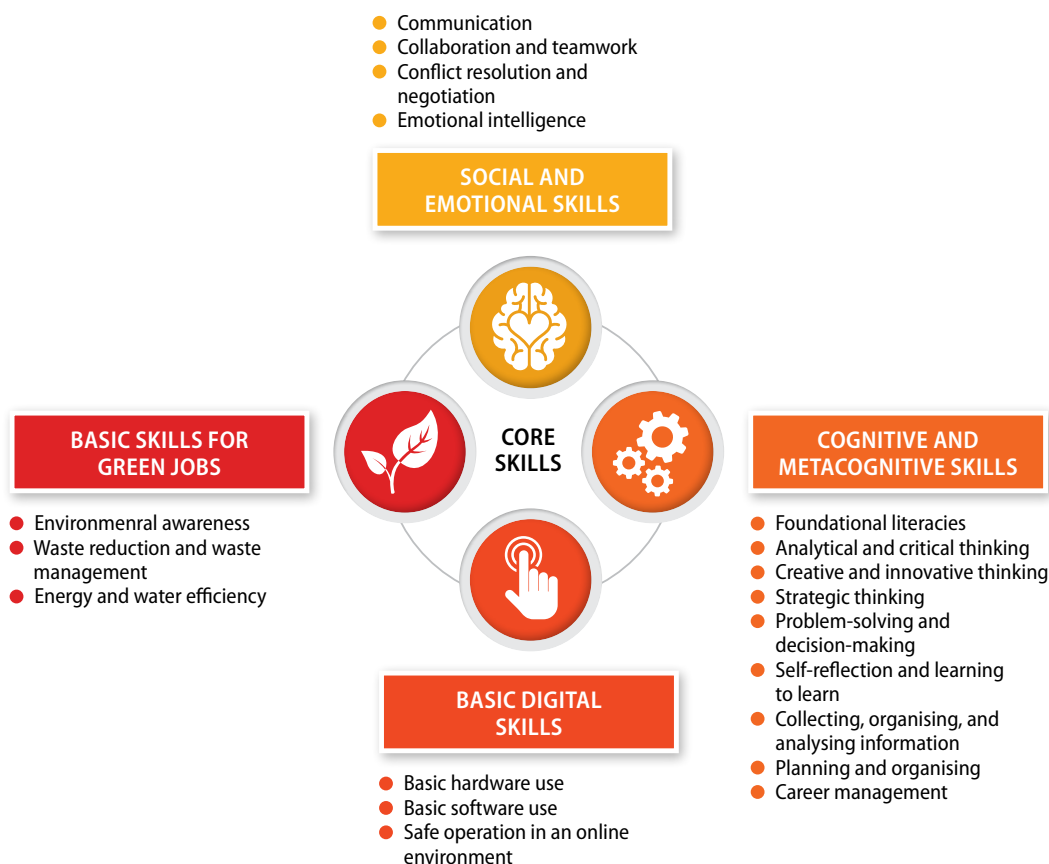 Communication
Collaboration and teamwork
Conflict resolution and
negotiation
Emotional intelligence
SOCIAL AND
EMOTIONAL SKILLS
CORE
SKILLS
BASIC SKILLS FOR
GREEN JOBS
Environmenral awareness
Waste reduction and waste
management
Energy and water efficiency
COGNITIVE AND
METACOGNITIVE SKILLS
Foundational literacies
Analytical and critical thinking
Creative and innovative thinking
Strategic thinking
Problem-solving and
decision-making
Self-reflection and learning
to learn
Collecting, organising, and
analysing information
Planning and organising
Career management
BASIC DIGITAL
SKILLS
Basic hardware use
Basic software use
Safe operation in an online
environment